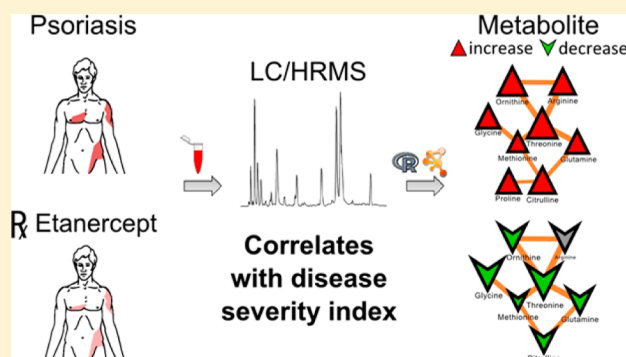 Psoriasis
LC/HRMS
Metabolite
increase decrease
Ornithine
Arginine
Glycine
Threonine
Methionine
Glutamine
Proline
Citrulline
R
℞ Etanercept
Correlates
with disease
severity index
Ornithine
Arginine
Glycine
Threonine
Methionine
Glutamine